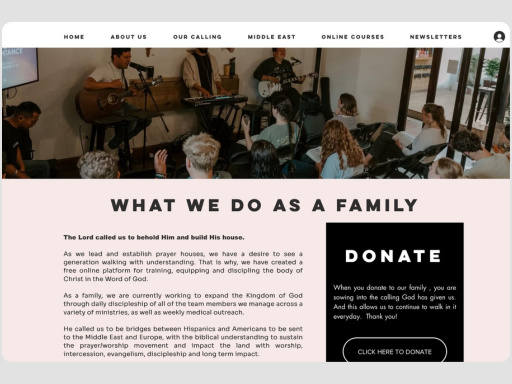 HOME ABOUT US OUR CALLING MIDDLE EAST ONLINE COURSES NEWSLETTERS
WHAT WE DO AS A FAMILY
The Lord called us to behold Him and build His house.
As we lead and establish prayer houses, we have a desire to see a
generation walking with understanding. That is why, we have created a
free online platform for training, equipping and discipling the body of
Christ in the Word of God.
As a family, we are currently working to expand the Kingdom of God
through daily discipleship of all of the team members we manage across a
variety of ministries, as well as weekly medical outreach.
He called us to be bridges between Hispanics and Americans to be sent
to the Middle East and Europe, with the biblical understanding to sustain
the prayer/worship movement and impact the land with worship,
intercession, evangelism, discipleship and long term impact.
DONATE
When you donate to our family , you are
sowing into the calling God has given us.
And this allows us to continue to walk in it
everyday. Thank you!
CLICK HERE TO DONATE